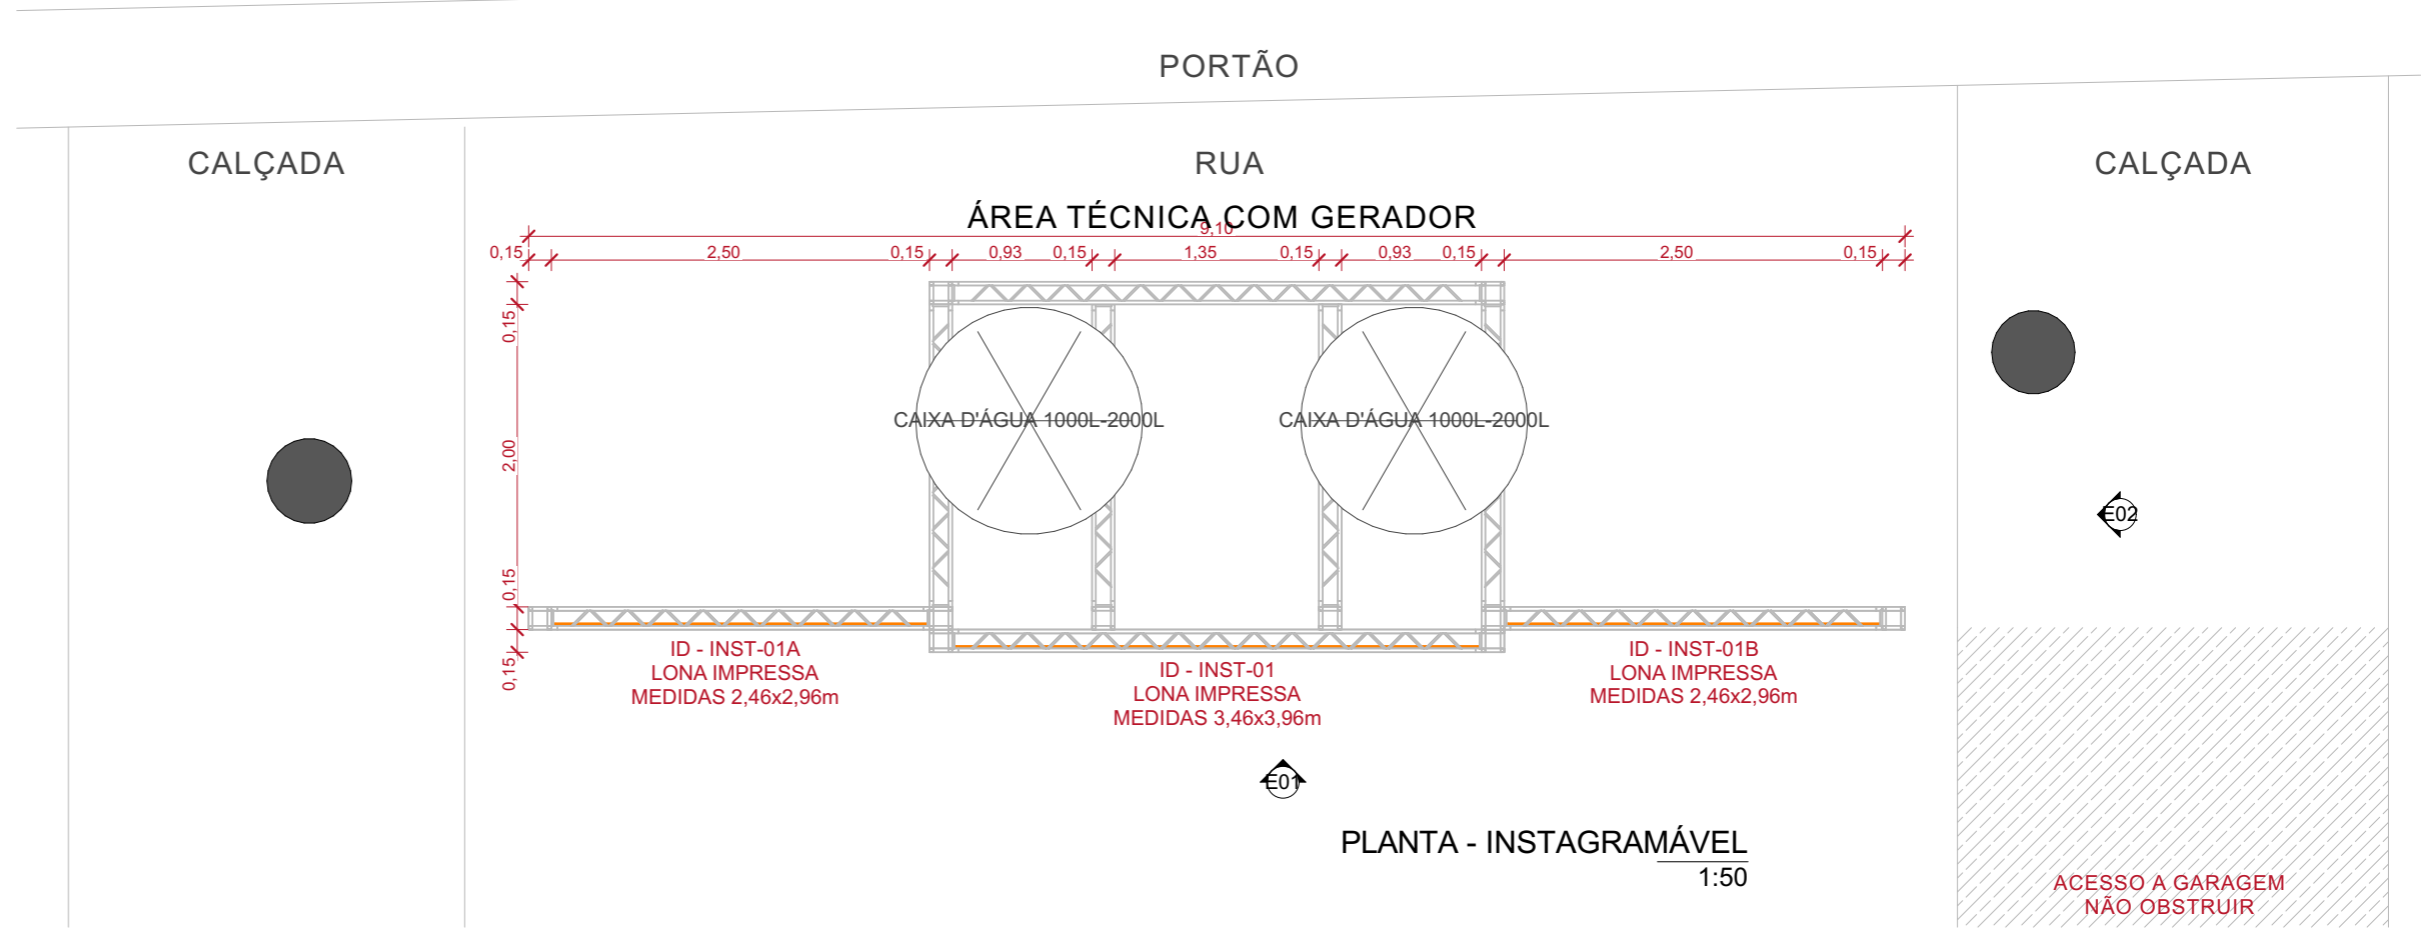 PORTÃO
CALÇADA
RUA
CALÇADA
ÁREA TÉCNICA COM GERADOR
9,10
0,15
2,50
0,15
0,93
0,15
1,35
0,15
0,93
0,15
2,50
0,15
0,15
2,00
0,15
0,15
CAIXA D'ÁGUA 1000L-2000L
CAIXA D'ÁGUA 1000L-2000L
E02
ID - INST-01A
LONA IMPRESSA
MEDIDAS 2,46x2,96m
ID - INST-01
LONA IMPRESSA
MEDIDAS 3,46x3,96m
ID - INST-01B
LONA IMPRESSA
MEDIDAS 2,46x2,96m
E01
PLANTA - INSTAGRAMÁVEL
1:50
ACESSO A GARAGEM
NÃO OBSTRUIR